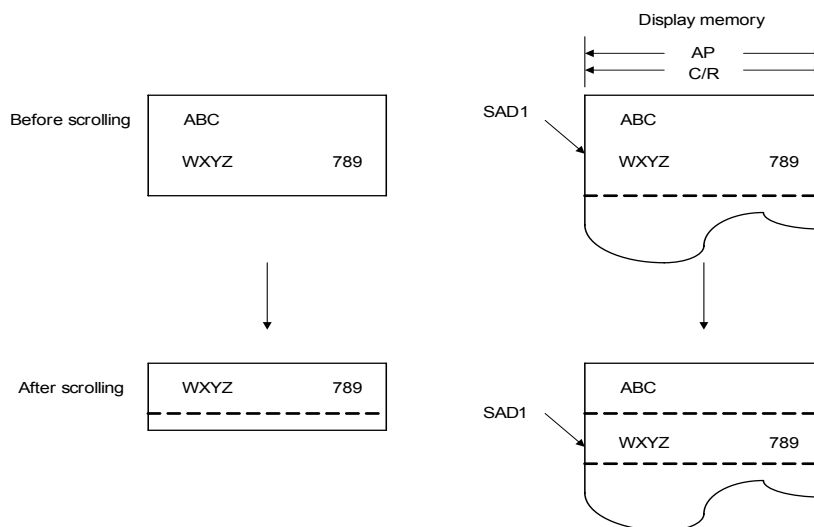 Display memory
AP
C/R
Before scrolling
ABC
WXYZ 789
SAD1
ABC
WXYZ 789
After scrolling
WXYZ 789
SAD1
ABC
WXYZ 789